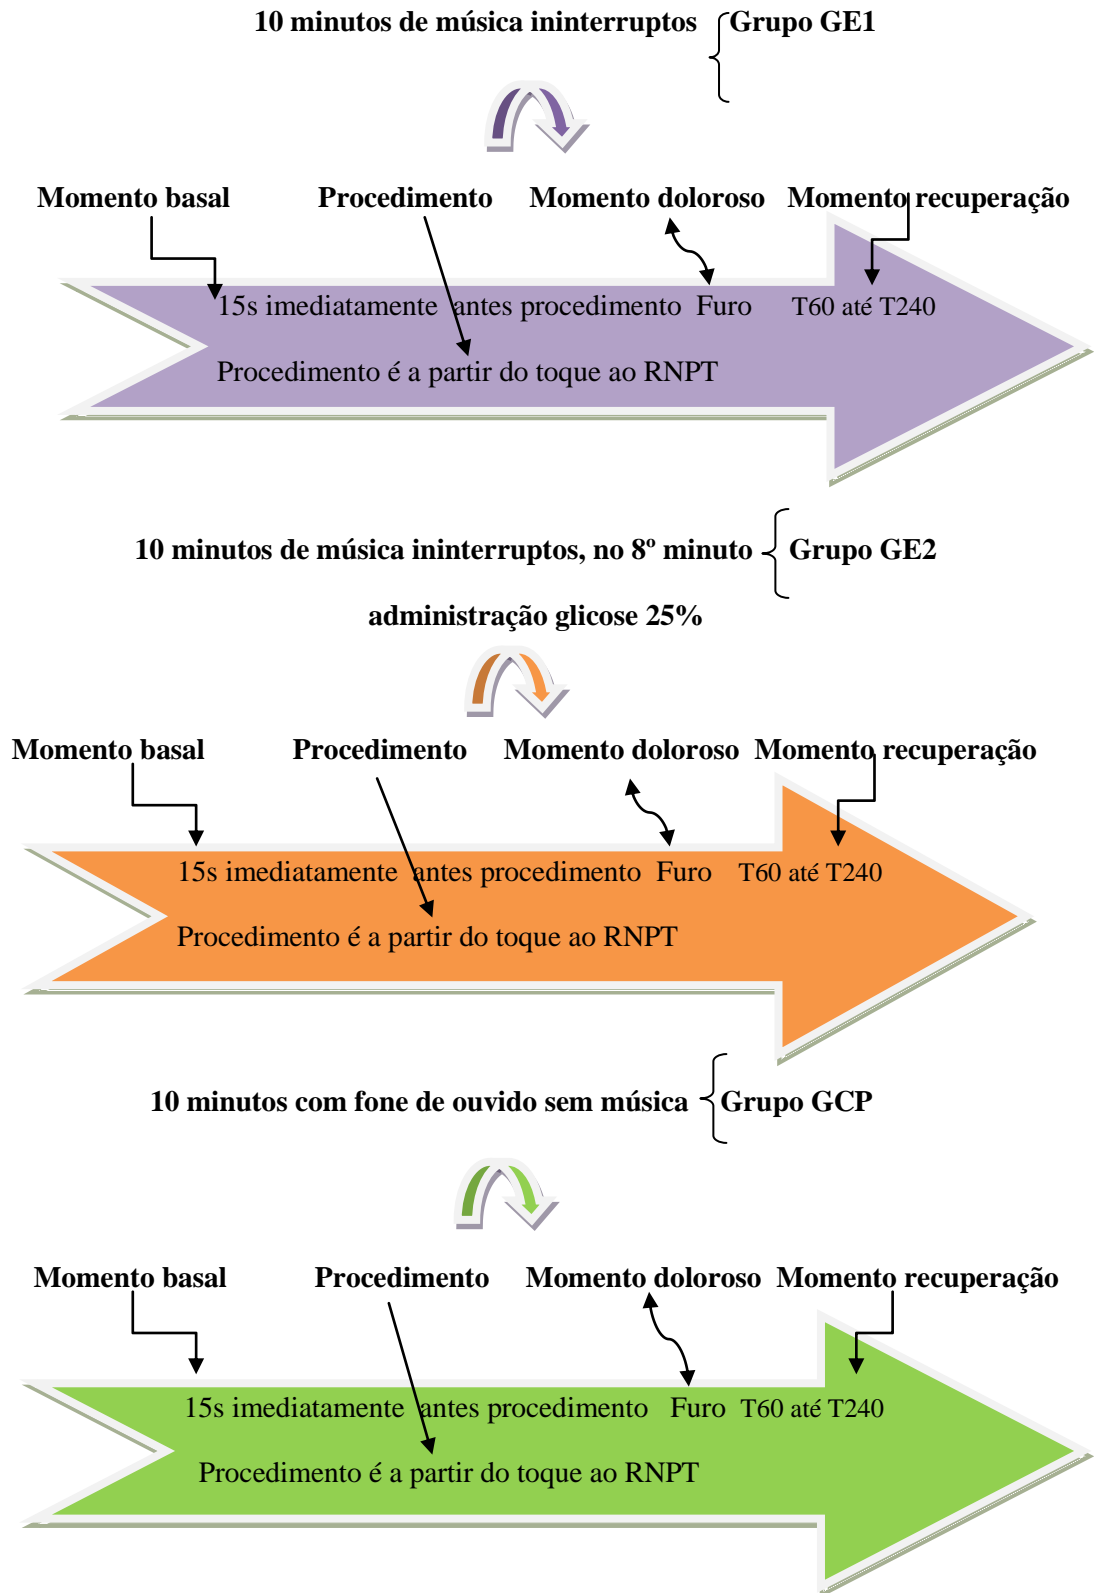 10 minutos de música ininterruptos Grupo GE1
Momento basal Procedimento Momento doloroso Momento recuperação
15s imediatamente antes procedimento Furo T60 até T240
Procedimento é a partir do toque ao RNPT
10 minutos de música ininterruptos, no 8º minuto Grupo GE2
administração glicose 25%
Momento basal Procedimento Momento doloroso Momento recuperação
15s imediatamente antes procedimento Furo T60 até T240
Procedimento é a partir do toque ao RNPT
10 minutos com fone de ouvido sem música Grupo GCP
Momento basal Procedimento Momento doloroso Momento recuperação
15s imediatamente antes procedimento Furo T60 até T240
Procedimento é a partir do toque ao RNPT